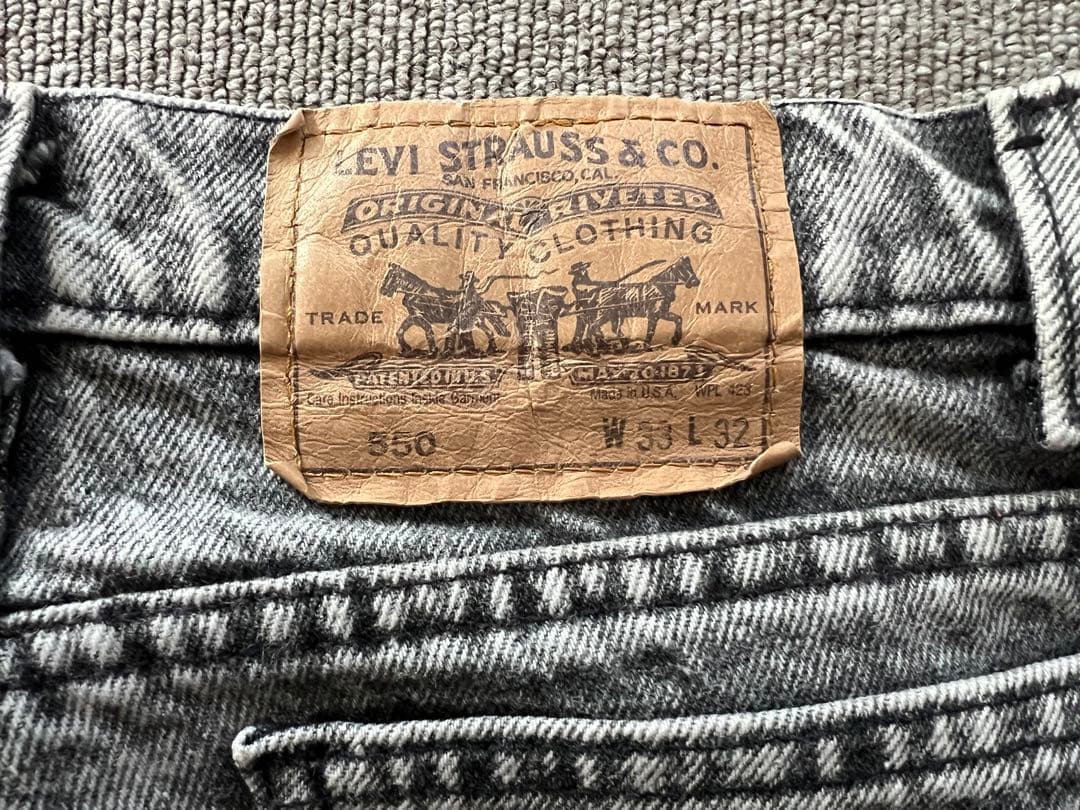 LEVI STRAUSS & CO.
SAN FRANCISCO, CAL.
ORIGINAL RIVETED
QUALITY CLOTHING
TRADE MARK
PATENTED IN U.S. MAY 20 1873
Care Instructions Inside Garment Made in U.S.A. WPL 423
550 W 33 L 32